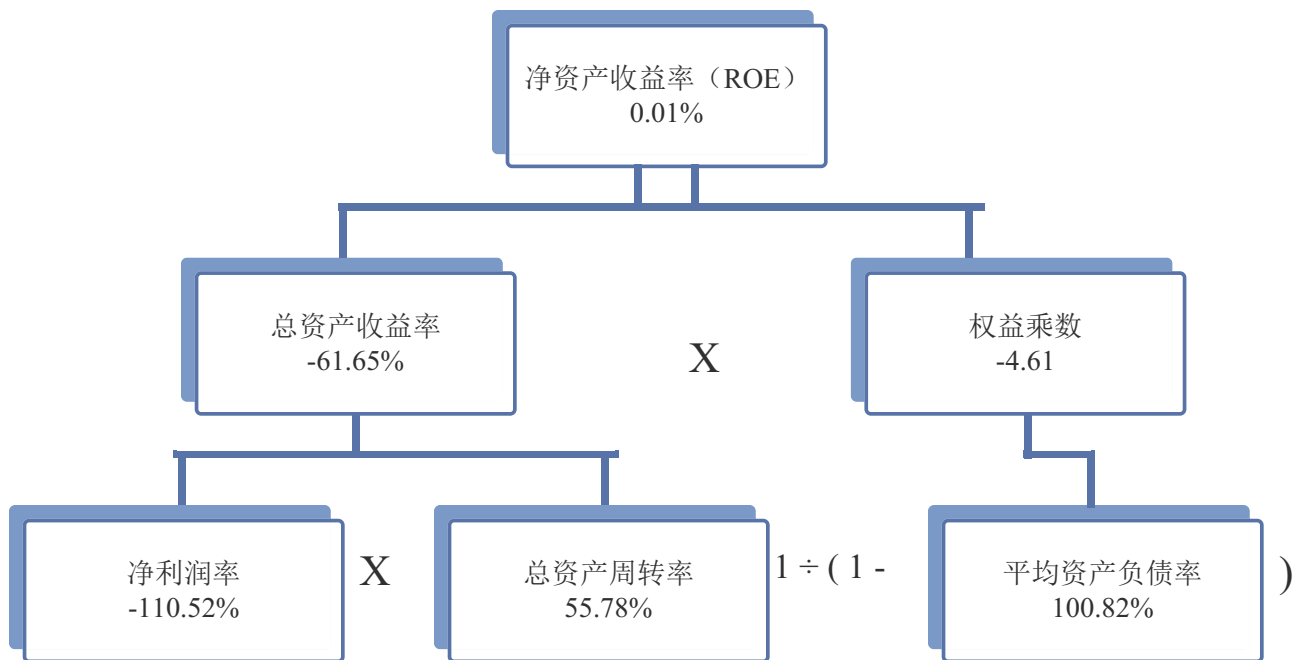 净资产收益率（ROE）
0.01%
总资产收益率
-61.65%
X
权益乘数
-4.61
净利润率
-110.52%
X
总资产周转率
55.78%
1 ÷ ( 1 -
平均资产负债率
100.82%
)